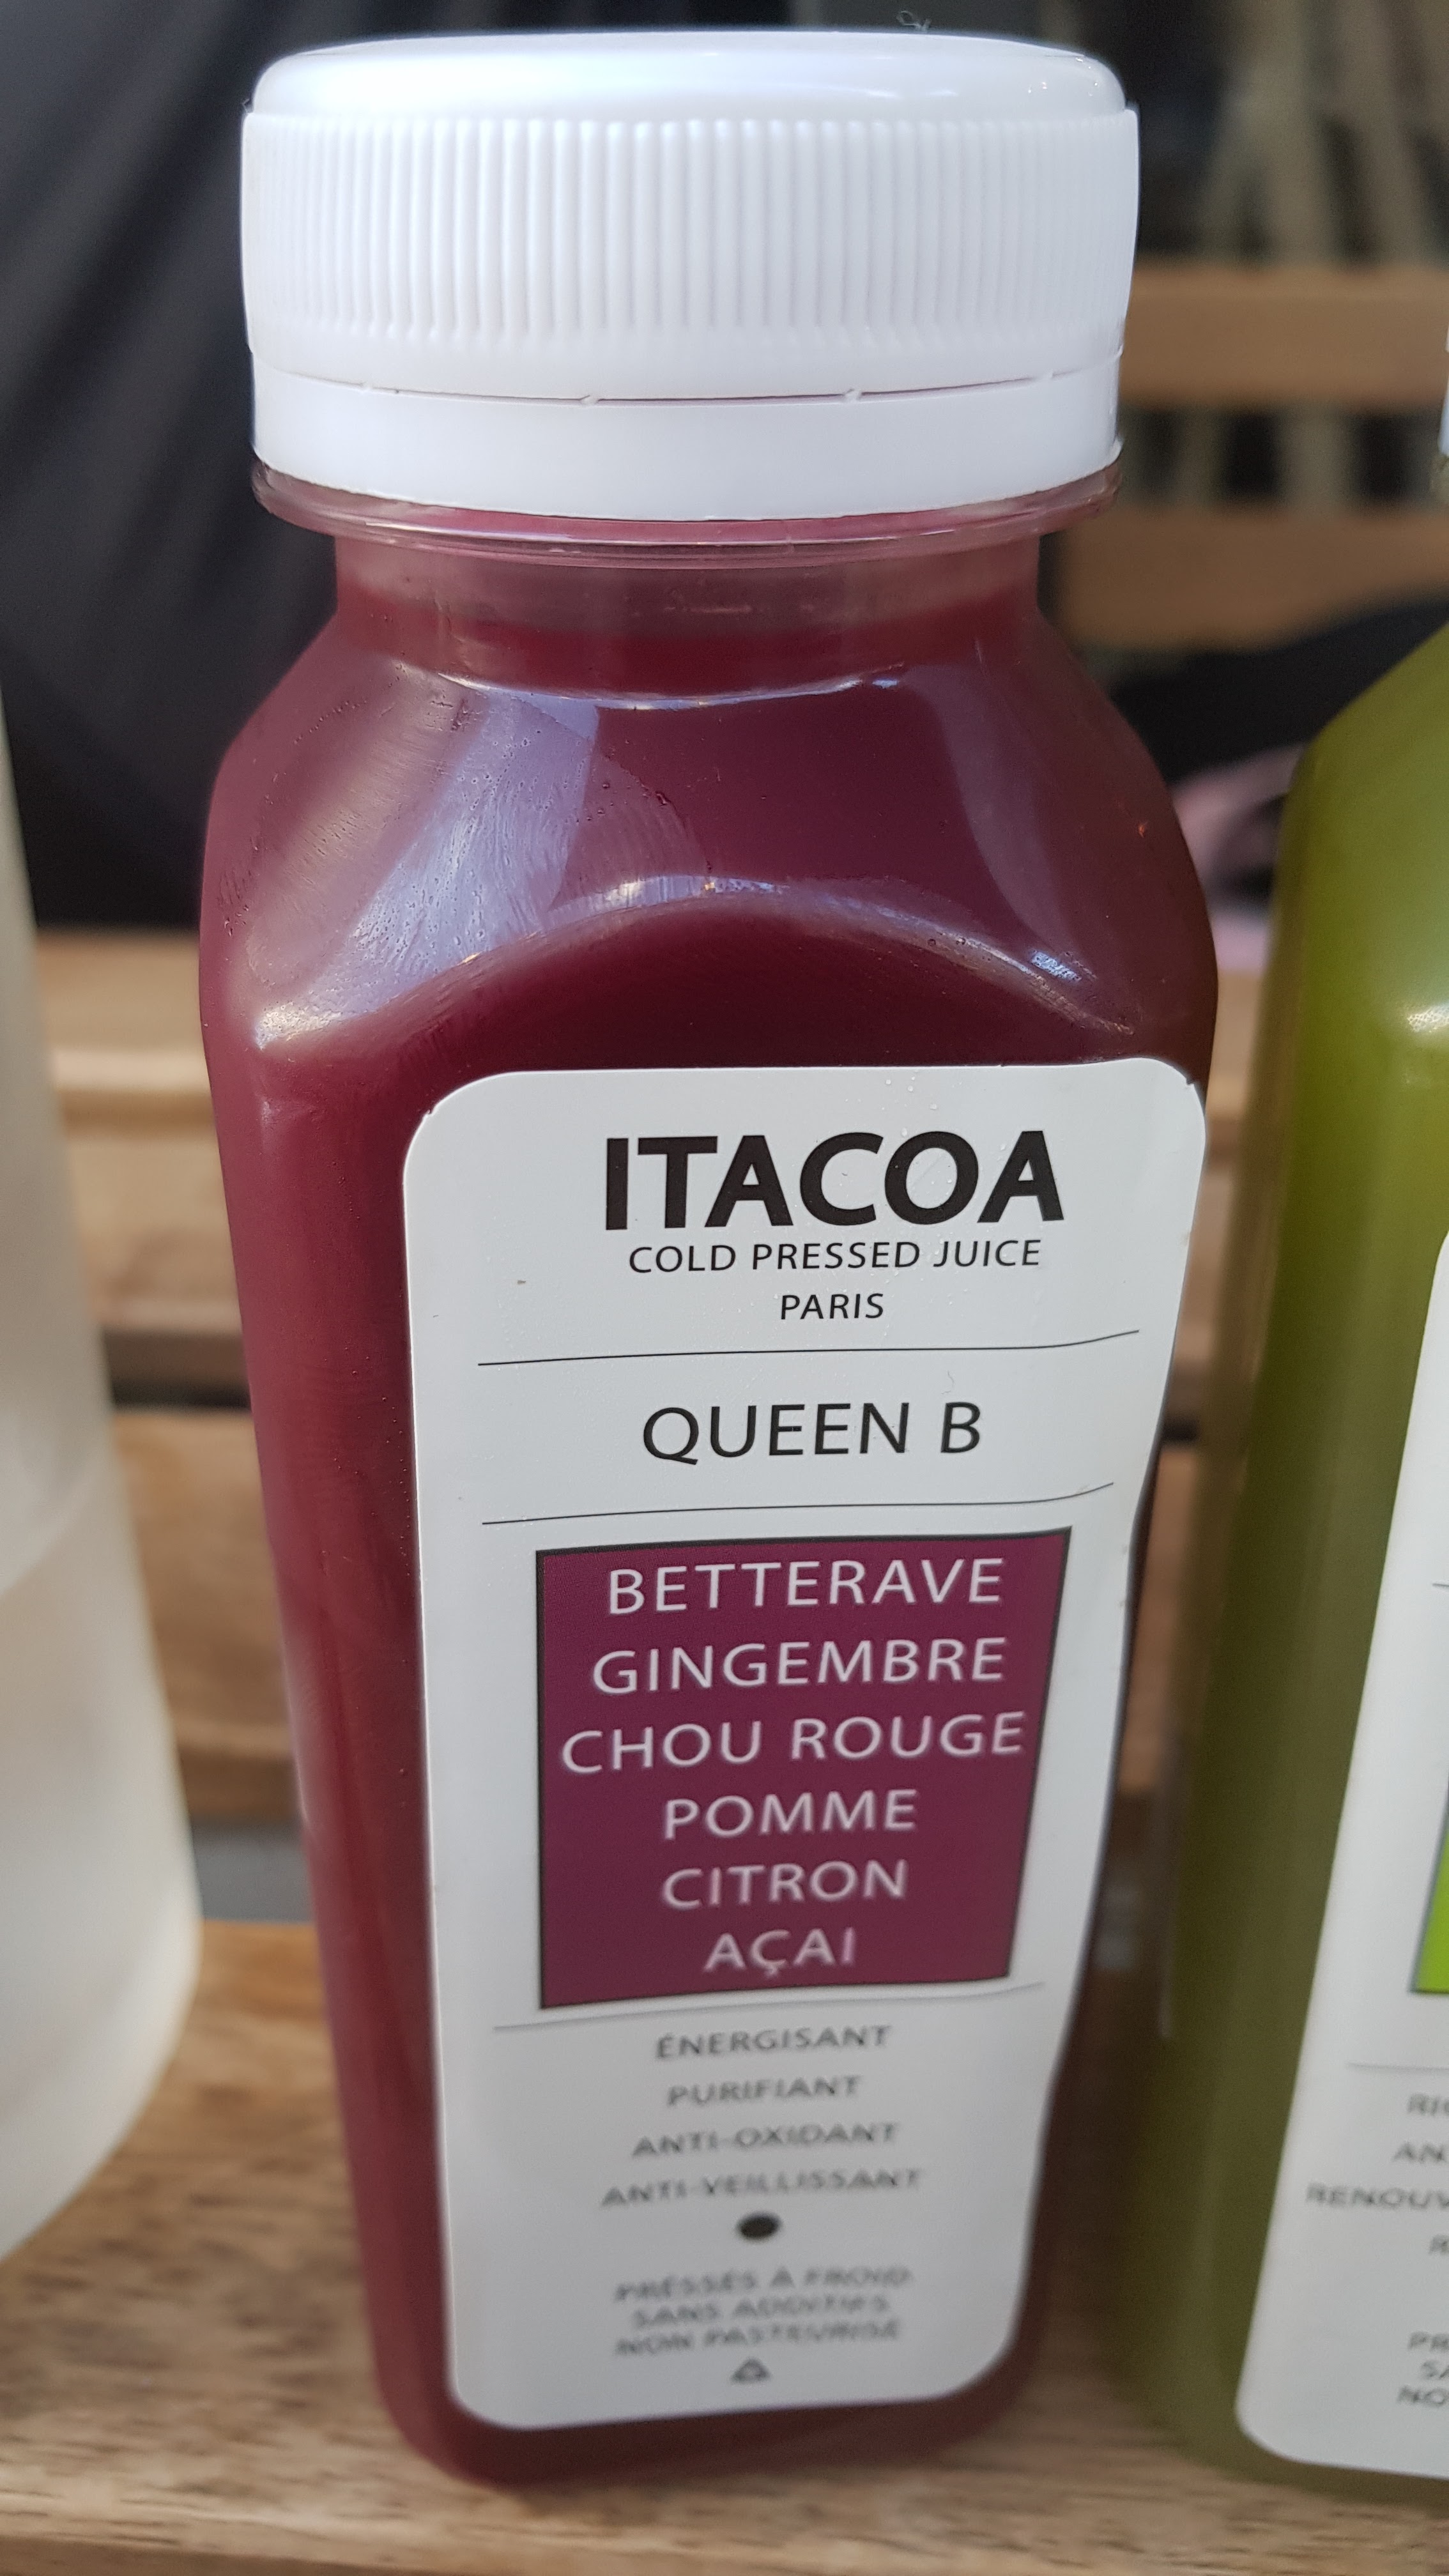 ITACOA
COLD PRESSED JUICE
PARIS
QUEEN B
BETTERAVE
GINGEMBRE
CHOU ROUGE
POMME
CITRON
AÇAI
ÉNERGISANT
PURIFIANT
ANTI-OXIDANT
ANTI-VEILLISSANT
PRÉSSÉS À FROID
SANS ADDITIFS
NON PASTEURISÉ